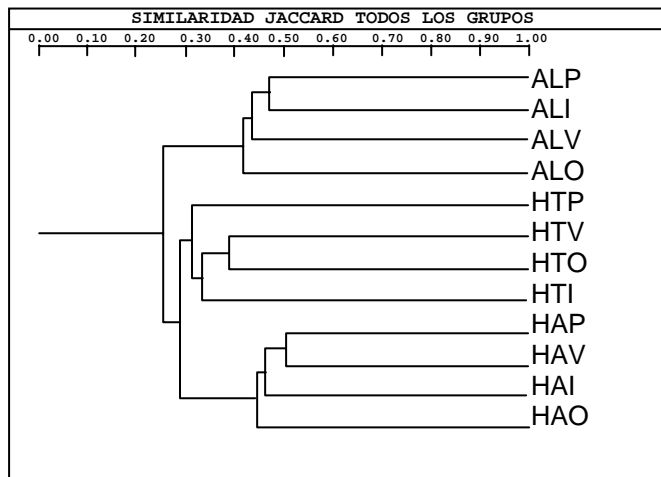 SIMILARIDAD JACCARD TODOS LOS GRUPOS
0.00 0.10 0.20 0.30 0.40 0.50 0.60 0.70 0.80 0.90 1.00
ALP
ALI
ALV
ALO
HTP
HTV
HTO
HTI
HAP
HAV
HAI
HAO